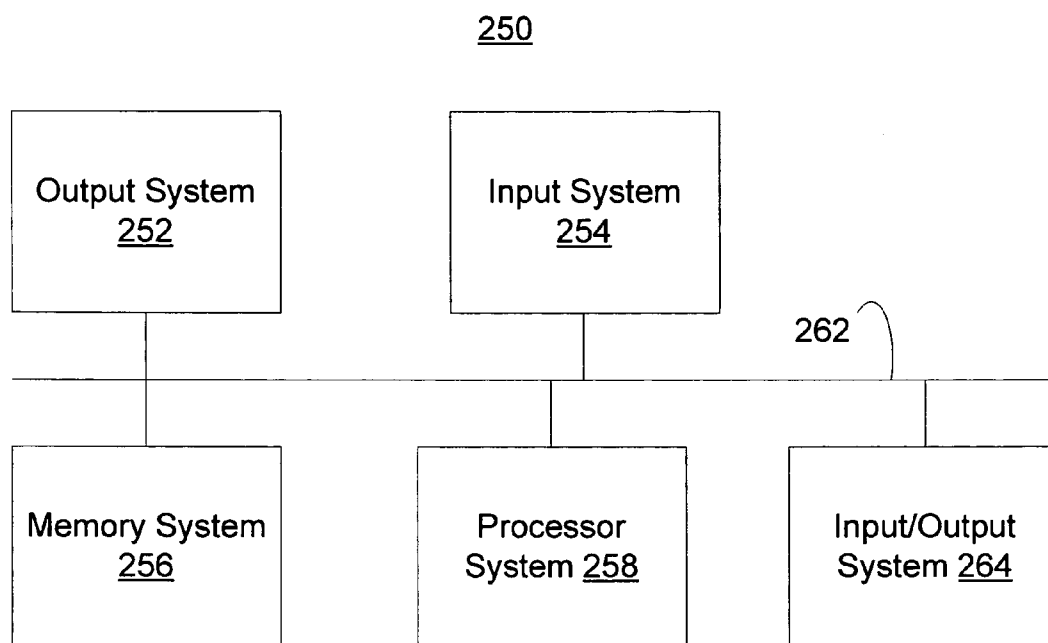 250
Output System
252
Input System
254
262
Memory System
256
Processor
System 258
Input/Output
System 264